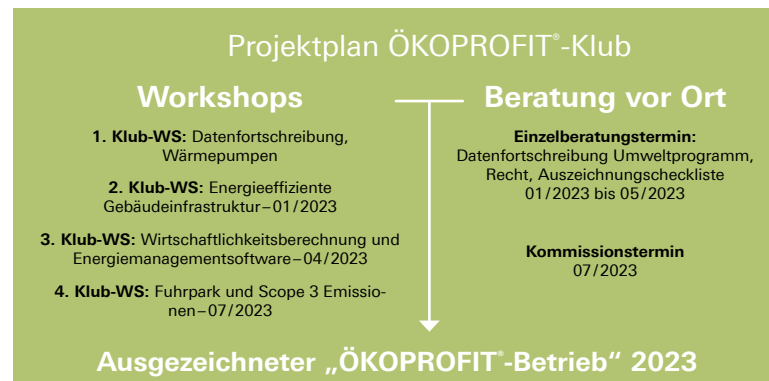 Projektplan ÖKOPROFIT®-Klub
Workshops
1. Klub-WS: Datenfortschreibung,
Wärmepumpen
2. Klub-WS: Energieeffiziente
Gebäudeinfrastruktur–01/2023
3. Klub-WS: Wirtschaftlichkeitsberechnung und
Energiemanagementsoftware–04/2023
4. Klub-WS: Fuhrpark und Scope 3 Emissio-
nen–07/2023
Beratung vor Ort
Einzelberatungstermin:
Datenfortschreibung Umweltprogramm,
Recht, Auszeichnungscheckliste
01/2023 bis 05/2023
Kommissionstermin
07/2023
Ausgezeichneter „ÖKOPROFIT®-Betrieb“ 2023